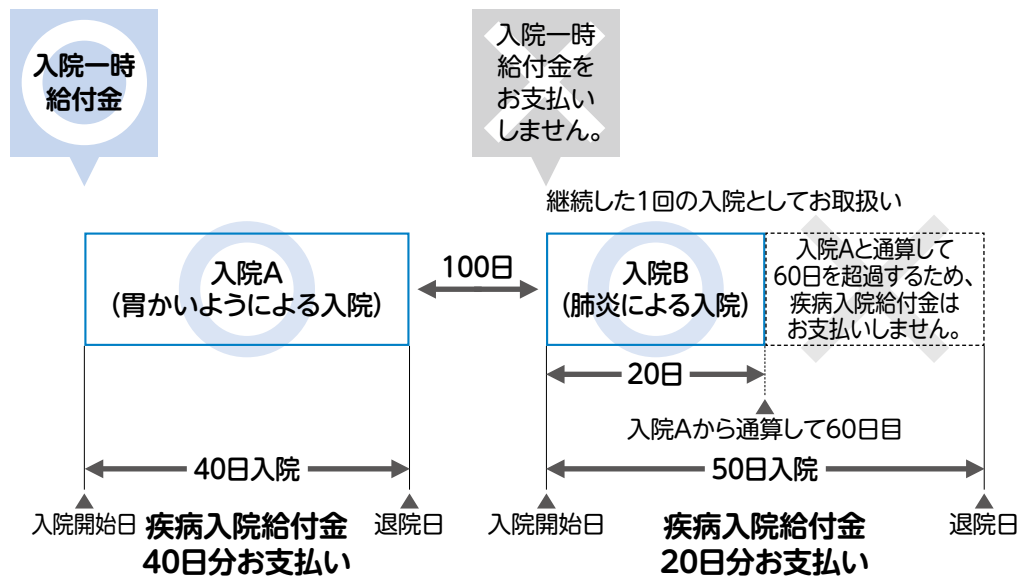 入院一時
給付金
入院一時
給付金を
お支払い
しません。
継続した1回の入院としてお取扱い
入院A
(胃かいようによる入院)
100日
入院B
(肺炎による入院)
入院Aと通算して
60日を超過するため、
疾病入院給付金は
お支払いしません。
20日
入院Aから通算して60日目
40日入院
50日入院
入院開始日
疾病入院給付金
40日分お支払い
退院日
入院開始日
疾病入院給付金
20日分お支払い
退院日